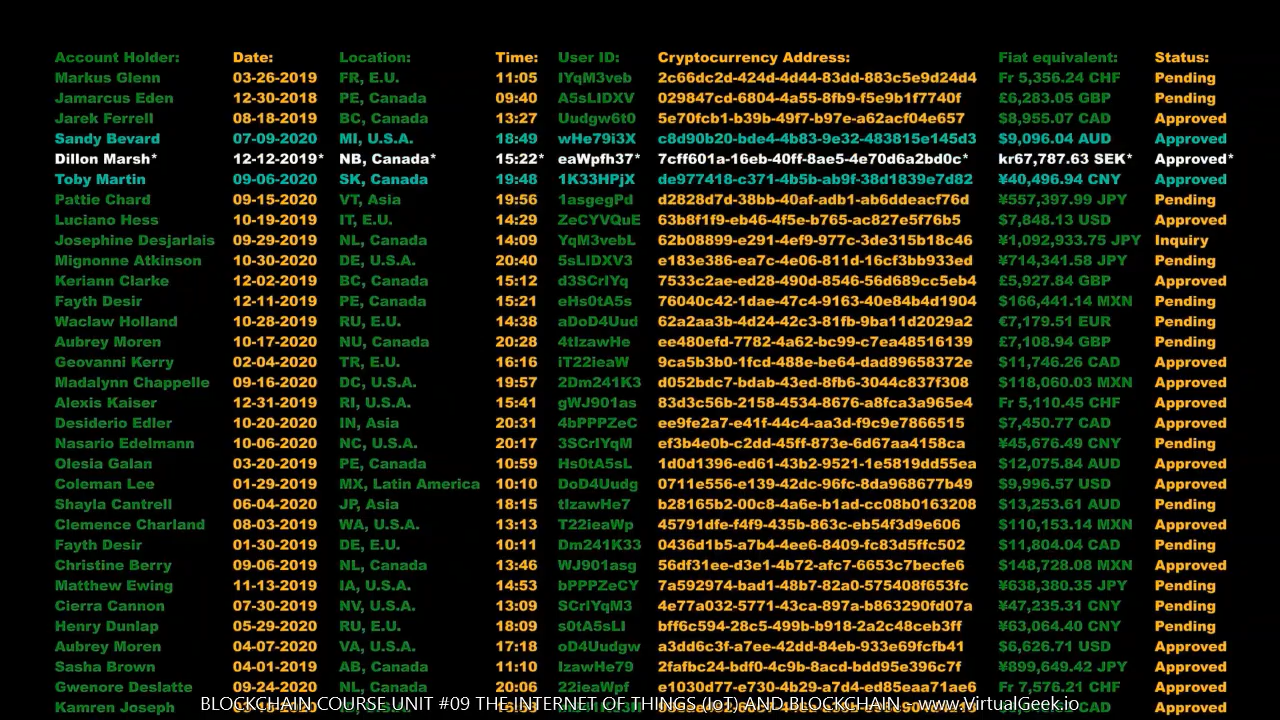 Account Holder: Date: Location: Time: User ID: Cryptocurrency Address: Fiat equivalent: Status:
Markus Glenn 03-26-2019 FR, E.U. 11:05 IYqM3veb 2c66dc2d-424d-4d44-83dd-883c5e9d24d4 Fr 5,356.24 CHF Pending
Jamarcus Eden 12-30-2018 PE, Canada 09:40 A5sLIDXV 029847cd-6804-4a55-8fb9-f5e9b1f7740f £6,283.05 GBP Pending
Jarek Ferrell 08-18-2019 BC, Canada 13:27 Uudgw6t0 5e70fcb1-b39b-49f7-b97e-a62acf04e657 $8,955.07 CAD Approved
Sandy Bevard 07-09-2020 MI, U.S.A. 18:49 wHe79i3X c8d90b20-bde4-4b83-9e32-483815e145d3 $9,096.04 AUD Approved
Dillon Marsh* 12-12-2019* NB, Canada* 15:22* eaWpfh37* 7cff601a-16eb-40ff-8ae5-4e70d6a2bd0c* kr67,787.63 SEK* Approved*
Toby Martin 09-06-2020 SK, Canada 19:48 1K33HPjX de977418-c371-4b5b-ab9f-38d1839e7d82 ¥40,496.94 CNY Approved
Pattie Chard 09-15-2020 VT, Asia 19:56 1asgegPd d2828d7d-38bb-40af-adb1-ab6ddeacf76d ¥557,397.99 JPY Pending
Luciano Hess 10-19-2019 IT, E.U. 14:29 ZeCYVQuE 63b8f1f9-eb46-4f5e-b765-ac827e5f76b5 $7,848.13 USD Approved
Josephine Desjarlais 09-29-2019 NL, Canada 14:09 YqM3vebL 62b08899-e291-4ef9-977c-3de315b18c46 ¥1,092,933.75 JPY Inquiry
Mignonne Atkinson 10-30-2020 DE, U.S.A. 20:40 5sLIDXV3 e183e386-ea7c-4e06-811d-16cf3bb933ed ¥714,341.58 JPY Pending
Keriann Clarke 12-02-2019 BC, Canada 15:12 d3SCrIYq 7533c2ae-ed28-490d-8546-56d689cc5eb4 £5,927.84 GBP Approved
Fayth Desir 12-11-2019 PE, Canada 15:21 eHs0tA5s 76040c42-1dae-47c4-9163-40e84b4d1904 $166,441.14 MXN Pending
Waclaw Holland 10-28-2019 RU, E.U. 14:38 aDoD4Uud 62a2aa3b-4d24-42c3-81fb-9ba11d2029a2 €7,179.51 EUR Pending
Aubrey Moren 10-17-2020 NU, Canada 20:28 4tIzawHe ee480efd-7782-4a62-bc99-c7ea48516139 £7,108.94 GBP Pending
Geovanni Kerry 02-04-2020 TR, E.U. 16:16 iT22ieaW 9ca5b3b0-1fcd-488e-be64-dad89658372e $11,746.26 CAD Approved
Madalynn Chappelle 09-16-2020 DC, U.S.A. 19:57 2Dm241K3 d052bdc7-bdab-43ed-8fb6-3044c837f308 $118,060.03 MXN Approved
Alexis Kaiser 12-31-2019 RI, U.S.A. 15:41 gWJ901as 83d3c56b-2158-4534-8676-a8fca3a965e4 Fr 5,110.45 CHF Approved
Desiderio Edler 10-20-2020 IN, Asia 20:31 4bPPPZeC ee9fe2a7-e41f-44c4-aa3d-f9c9e7866515 $7,450.77 CAD Approved
Nasario Edelmann 10-06-2020 NC, U.S.A. 20:17 3SCrIYqM ef3b4e0b-c2dd-45ff-873e-6d67aa4158ca ¥45,676.49 CNY Pending
Olesia Galan 03-20-2019 PE, Canada 10:59 Hs0tA5sL 1d0d1396-ed61-43b2-9521-1e5819dd55ea $12,075.84 AUD Approved
Coleman Lee 01-29-2019 MX, Latin America 10:10 DoD4Uudg 0711e556-e139-42dc-96fc-8da968677b49 $9,996.57 USD Approved
Shayla Cantrell 06-04-2020 JP, Asia 18:15 tIzawHe7 b28165b2-00c8-4a6e-b1ad-cc08b0163208 $13,253.61 AUD Pending
Clemence Charland 08-03-2019 WA, U.S.A. 13:13 T22ieaWp 45791dfe-f4f9-435b-863c-eb54f3d9e606 $110,153.14 MXN Approved
Fayth Desir 01-30-2019 DE, E.U. 10:11 Dm241K33 0436d1b5-a7b4-4ee6-8409-fc83d5ffc502 $11,804.04 CAD Pending
Christine Berry 09-06-2019 NL, Canada 13:46 WJ901asg 56df31ee-d3e1-4b72-afc7-6653c7becfe6 $148,728.08 MXN Approved
Matthew Ewing 11-13-2019 IA, U.S.A. 14:53 bPPPZeCY 7a592974-bad1-48b7-82a0-575408f653fc ¥638,380.35 JPY Pending
Cierra Cannon 07-30-2019 NV, U.S.A. 13:09 SCrIYqM3 4e77a032-5771-43ca-897a-b863290fd07a ¥47,235.31 CNY Pending
Henry Dunlap 05-29-2020 RU, E.U. 18:09 s0tA5sLI bff6c594-28c5-499b-b918-2a2c48ceb3ff ¥63,064.40 CNY Pending
Aubrey Moren 04-07-2020 VA, U.S.A. 17:18 oD4Uudgw a3dd6c3f-a7ee-42dd-84eb-933e69fcfb41 $6,626.71 USD Approved
Sasha Brown 04-01-2019 AB, Canada 11:10 IzawHe79 2fafbc24-bdf0-4c9b-8acd-bdd95e396c7f ¥899,649.42 JPY Approved
Gwenore Deslatte 09-24-2020 NL, Canada 20:06 22ieaWpf e1030d77-e730-4b29-a7d4-ed85eaa71ae6 Fr 7,576.21 CHF Approved
Kamren Joseph
BLOCKCHAIN COURSE UNIT #09 THE INTERNET OF THINGS (IoT) AND BLOCKCHAIN - www.VirtualGeek.io